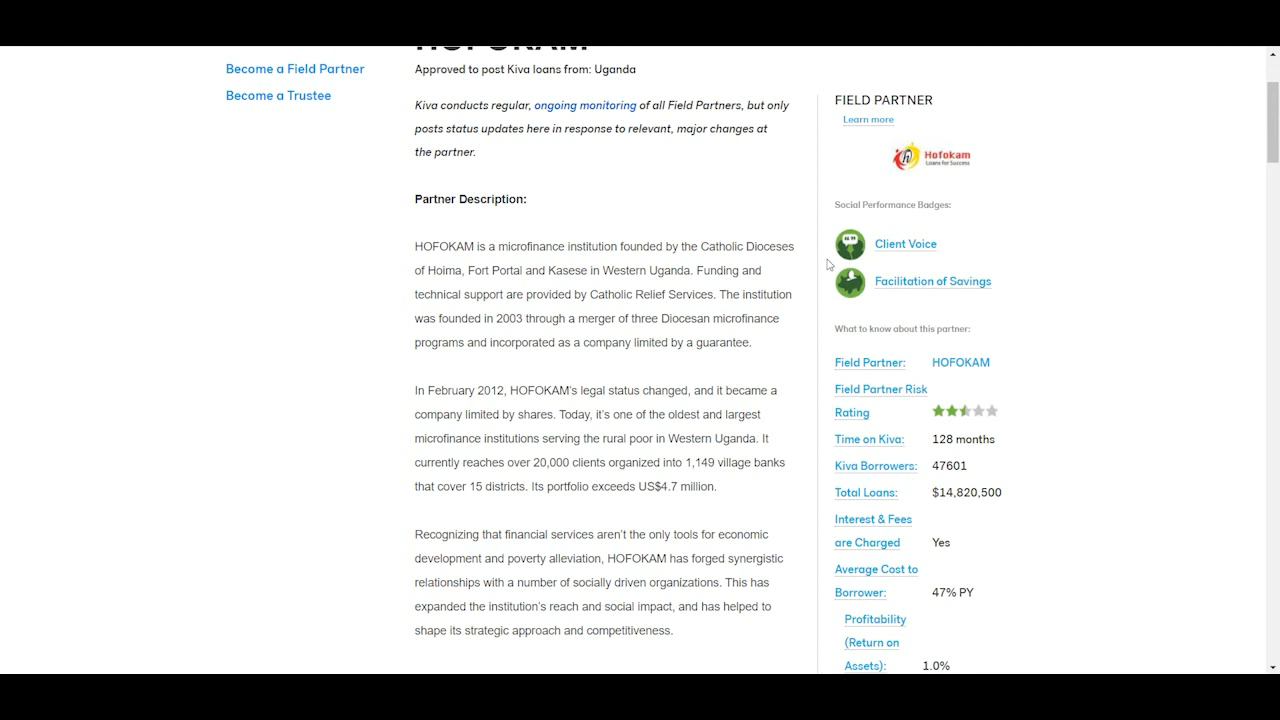 HOFOKAM
Become a Field Partner
Become a Trustee
Approved to post Kiva loans from: Uganda
Kiva conducts regular, ongoing monitoring of all Field Partners, but only
posts status updates here in response to relevant, major changes at
the partner.
Partner Description:
HOFOKAM is a microfinance institution founded by the Catholic Dioceses
of Hoima, Fort Portal and Kasese in Western Uganda. Funding and
technical support are provided by Catholic Relief Services. The institution
was founded in 2003 through a merger of three Diocesan microfinance
programs and incorporated as a company limited by a guarantee.
In February 2012, HOFOKAM's legal status changed, and it became a
company limited by shares. Today, it's one of the oldest and largest
microfinance institutions serving the rural poor in Western Uganda. It
currently reaches over 20,000 clients organized into 1,149 village banks
that cover 15 districts. Its portfolio exceeds US$4.7 million.
Recognizing that financial services aren't the only tools for economic
development and poverty alleviation, HOFOKAM has forged synergistic
relationships with a number of socially driven organizations. This has
expanded the institution's reach and social impact, and has helped to
shape its strategic approach and competitiveness.
FIELD PARTNER
Learn more
h Hofokam
Loans for Success
Social Performance Badges:
Client Voice
Facilitation of Savings
What to know about this partner:
Field Partner: HOFOKAM
Field Partner Risk
Rating
Time on Kiva: 128 months
Kiva Borrowers: 47601
Total Loans: $14,820,500
Interest & Fees
are Charged Yes
Average Cost to
Borrower: 47% PY
Profitability
(Return on
Assets): 1.0%